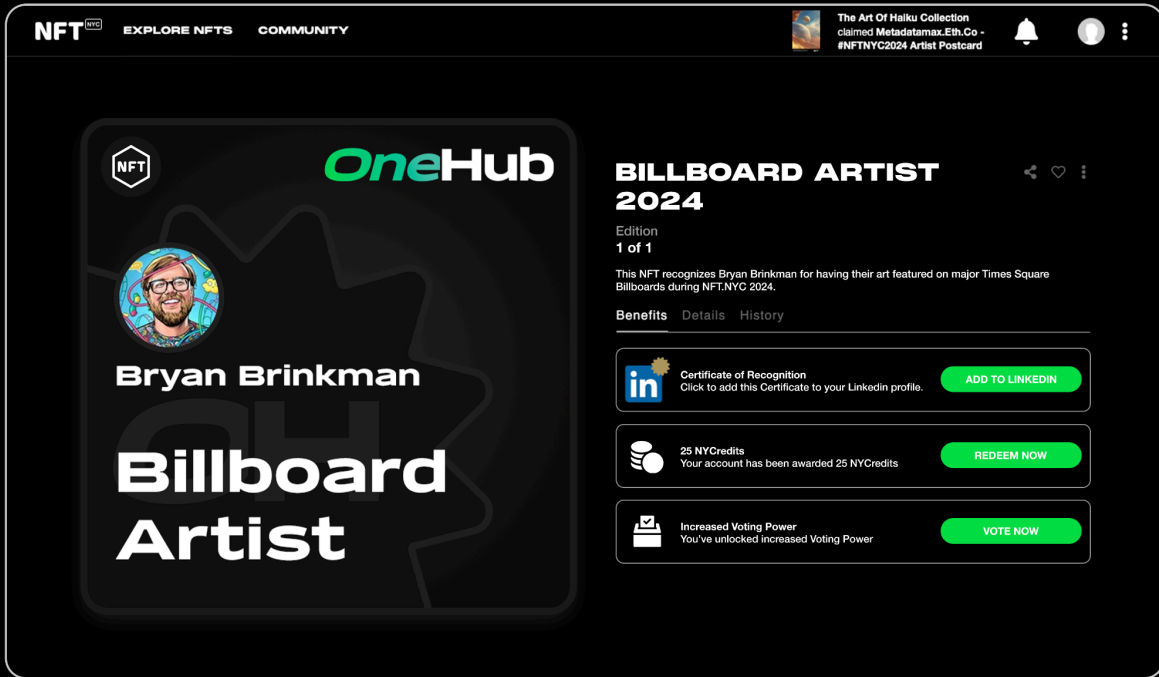 NFT NYC
EXPLORE NFTS
COMMUNITY
The Art Of Haiku Collection
claimed Metadatamax.Eth.Co -
#NFTNYC2024 Artist Postcard
NFT
OneHub
Bryan Brinkman
OH
Billboard
Artist
BILLBOARD ARTIST
2024
Edition
1 of 1
This NFT recognizes Bryan Brinkman for having their art featured on major Times Square
Billboards during NFT.NYC 2024.
Benefits
Details
History
in
Certificate of Recognition
Click to add this Certificate to your Linkedin profile.
ADD TO LINKEDIN
25 NYCredits
Your account has been awarded 25 NYCredits
REDEEM NOW
Increased Voting Power
You've unlocked increased Voting Power
VOTE NOW